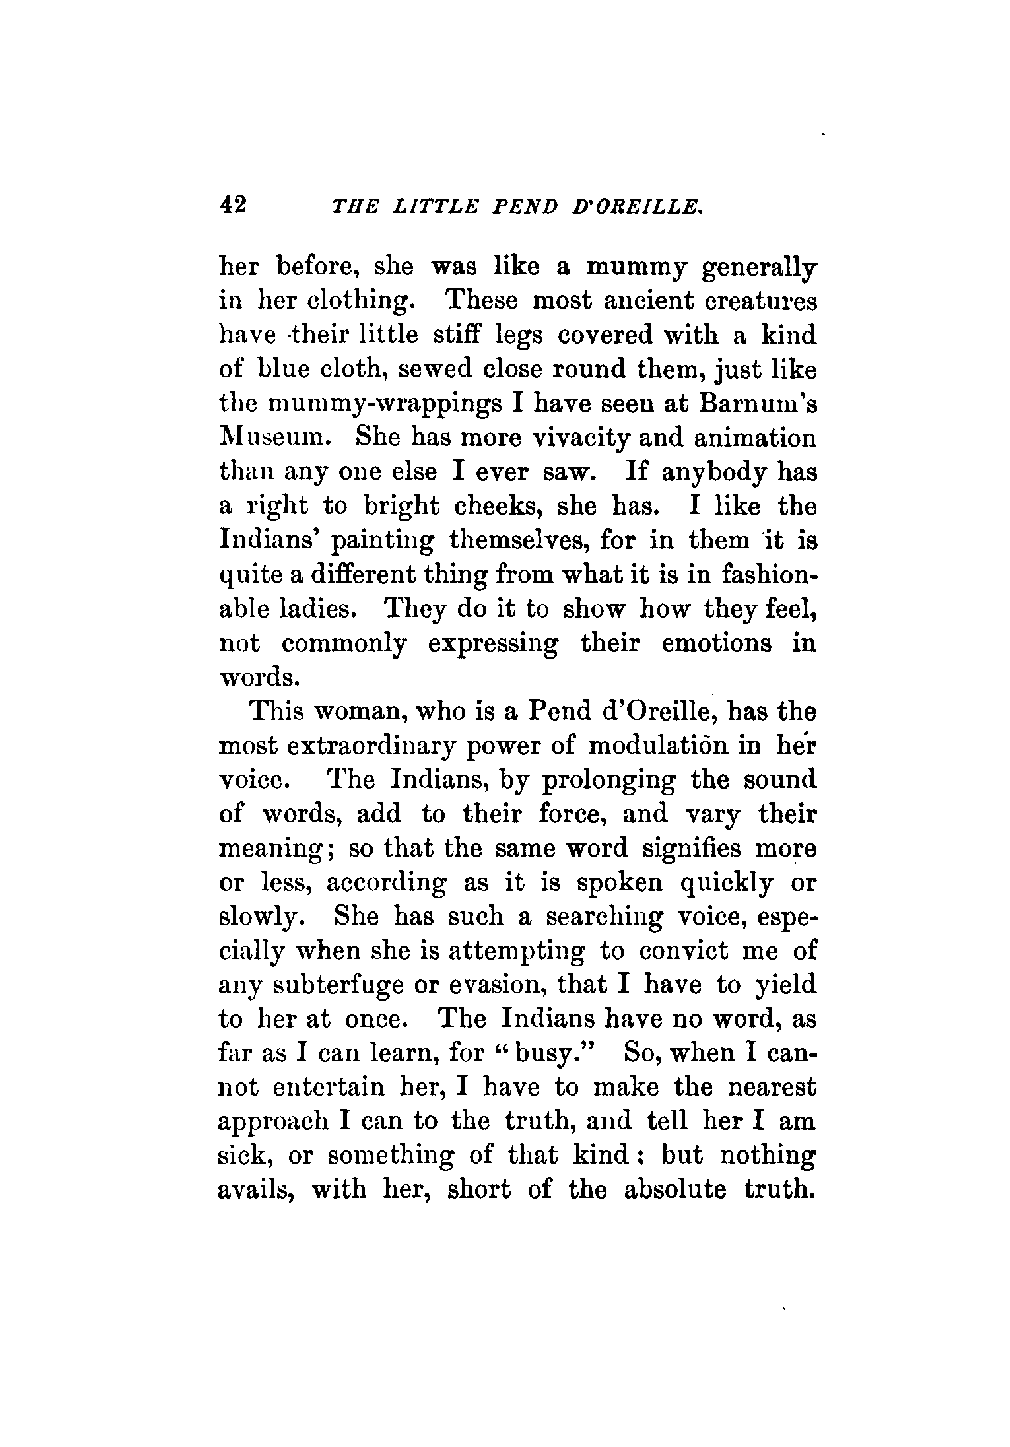 42 THE LITTLE PEND D'OREILLE.
her before, she was like a mummy generally
in her clothing. These most ancient creatures
have their little stiff legs covered with a kind
of blue cloth, sewed close round them, just like
the mummy-wrappings I have seen at Barnum's
Museum. She has more vivacity and animation
than any one else I ever saw. If anybody has
a right to bright cheeks, she has. I like the
Indians' painting themselves, for in them it is
quite a different thing from what it is in fashion-
able ladies. They do it to show how they feel,
not commonly expressing their emotions in
words.
This woman, who is a Pend d'Oreille, has the
most extraordinary power of modulation in her
voice. The Indians, by prolonging the sound
of words, add to their force, and vary their
meaning; so that the same word signifies more
or less, according as it is spoken quickly or
slowly. She has such a searching voice, espe-
cially when she is attempting to convict me of
any subterfuge or evasion, that I have to yield
to her at once. The Indians have no word, as
far as I can learn, for "busy." So, when I can-
not entertain her, I have to make the nearest
approach I can to the truth, and tell her I am
sick, or something of that kind: but nothing
avails, with her, short of the absolute truth.